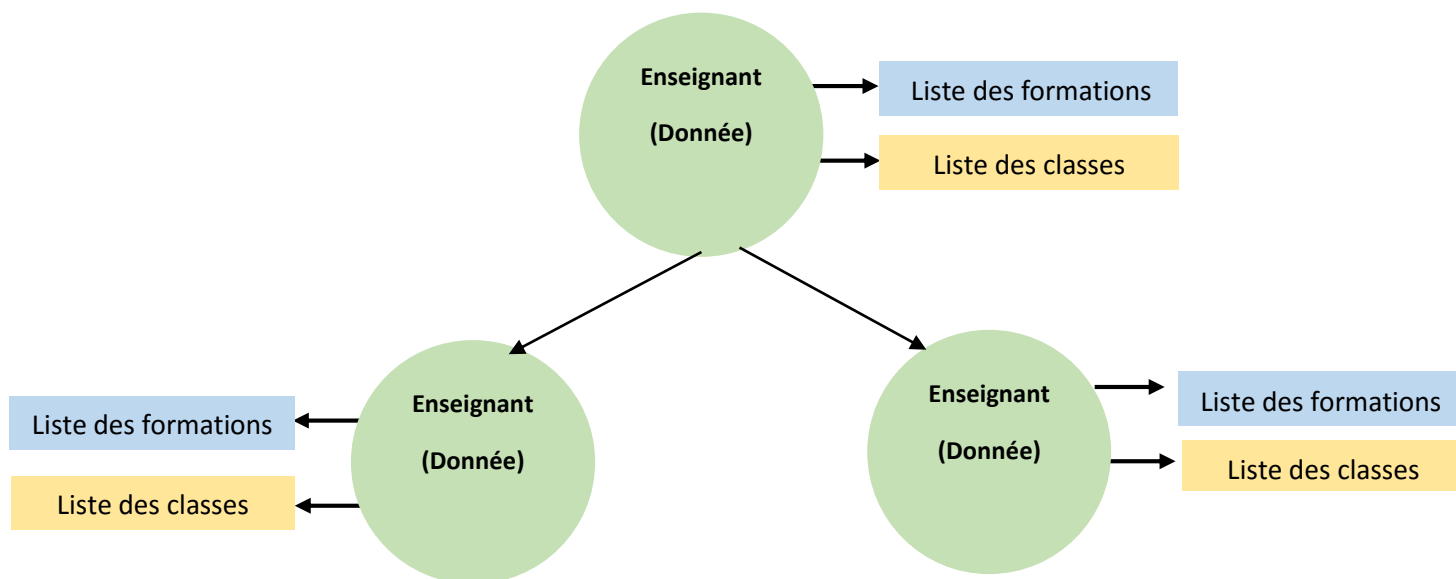 Enseignant
(Donnée)
Liste des formations
Liste des classes
Enseignant
(Donnée)
Liste des formations
Liste des classes
Enseignant
(Donnée)
Liste des formations
Liste des classes